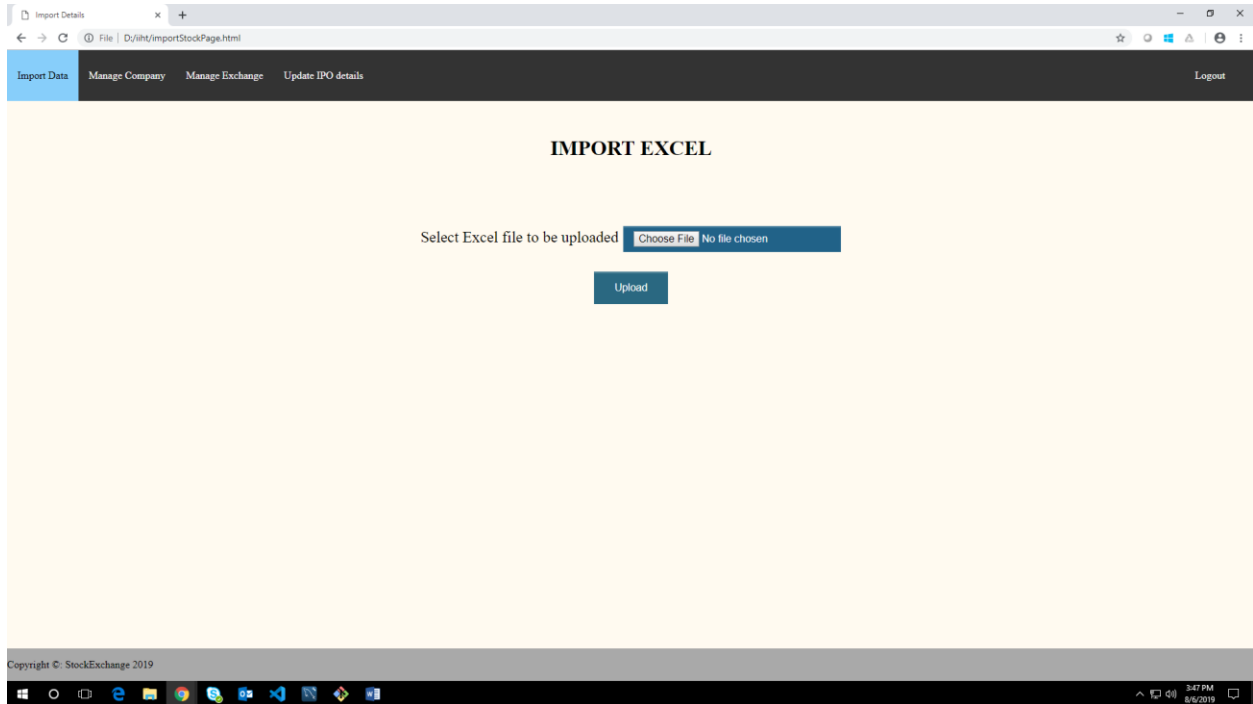 Import Details
File | D:/iiht/importStockPage.html
Import Data Manage Company Manage Exchange Update IPO details Logout
IMPORT EXCEL
Select Excel file to be uploaded Choose File No file chosen
Upload
Copyright ©: StockExchange 2019
3:47 PM
8/6/2019